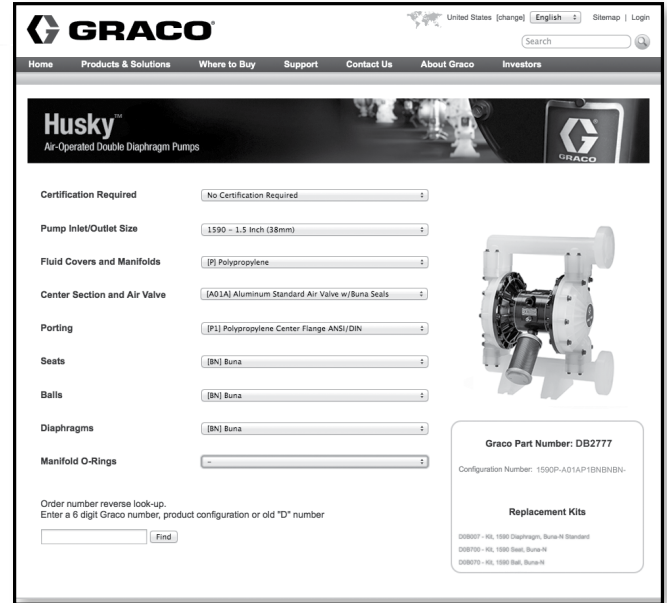 GRACO
United States [change] English Sitemap | Login
Search
Home Products & Solutions Where to Buy Support Contact Us About Graco Investors
Husky™
Air-Operated Double Diaphragm Pumps
GRACO
Certification Required No Certification Required
Pump Inlet/Outlet Size 1590 – 1.5 Inch (38mm)
Fluid Covers and Manifolds [P] Polypropylene
Center Section and Air Valve [A01A] Aluminum Standard Air Valve w/Buna Seals
Porting [P1] Polypropylene Center Flange ANSI/DIN
Seats [BN] Buna
Balls [BN] Buna
Diaphragms [BN] Buna
Manifold O-Rings –
Graco Part Number: DB2777
Configuration Number: 1590P-A01AP1BNBNBN-
Replacement Kits
D0B007 - Kit, 1590 Diaphragm, Buna-N Standard
D0B700 - Kit, 1590 Seat, Buna-N
D0B070 - Kit, 1590 Ball, Buna-N
Order number reverse look-up.
Enter a 6 digit Graco number, product configuration or old "D" number
Find